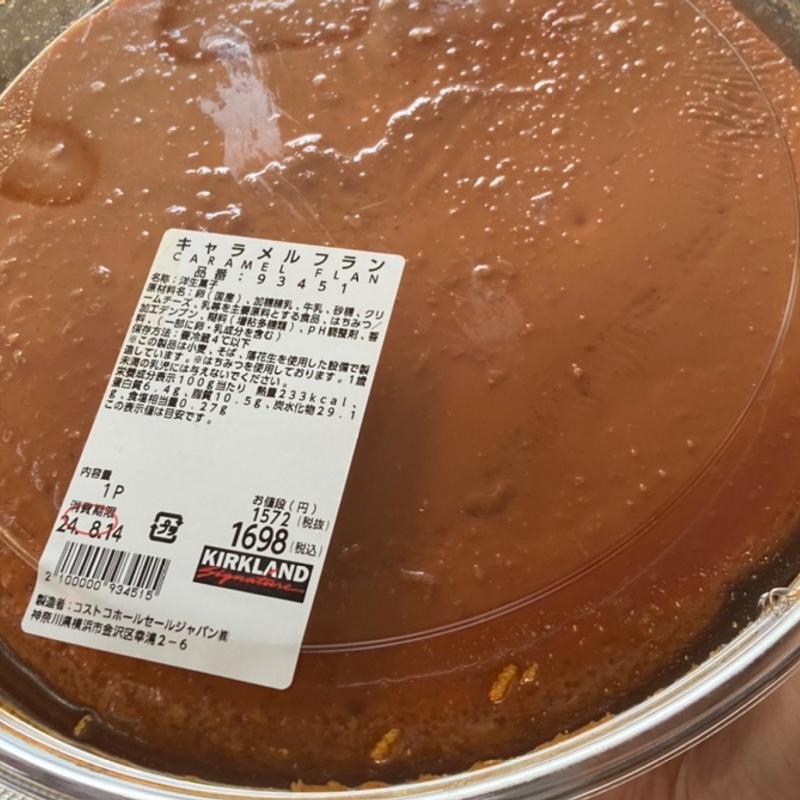 キャラメルフラン
CARAMEL FLAN
品番:93451
名称:洋生菓子
原材料名:卵(国産)、加糖練乳、牛乳、砂糖、クリ
ームチーズ、乳等を主要原料とする食品、はちみつ/
加工デンプン、糊料(増粘多糖類)、pH調整剤、香
料、(一部に卵・乳成分を含む)
保存方法:要冷蔵4℃以下
※この製品は小麦、そば、落花生を使用した設備で製
造しています。※はちみつを使用しております。1歳
未満の乳児には与えないでください。
栄養成分表示100g当たり 熱量233kcal、
蛋白質6.4g、脂質10.5g、炭水化物29.1
g、食塩相当量0.27g
この表示値は目安です。
内容量
1P
消費期限
24. 8.14
プラ
お値段(円)
1572(税抜)
1698(税込)
KIRKLAND
Signature
2 100000 934515
製造者:コストコホールセールジャパン㈱
神奈川県横浜市金沢区幸浦2-6